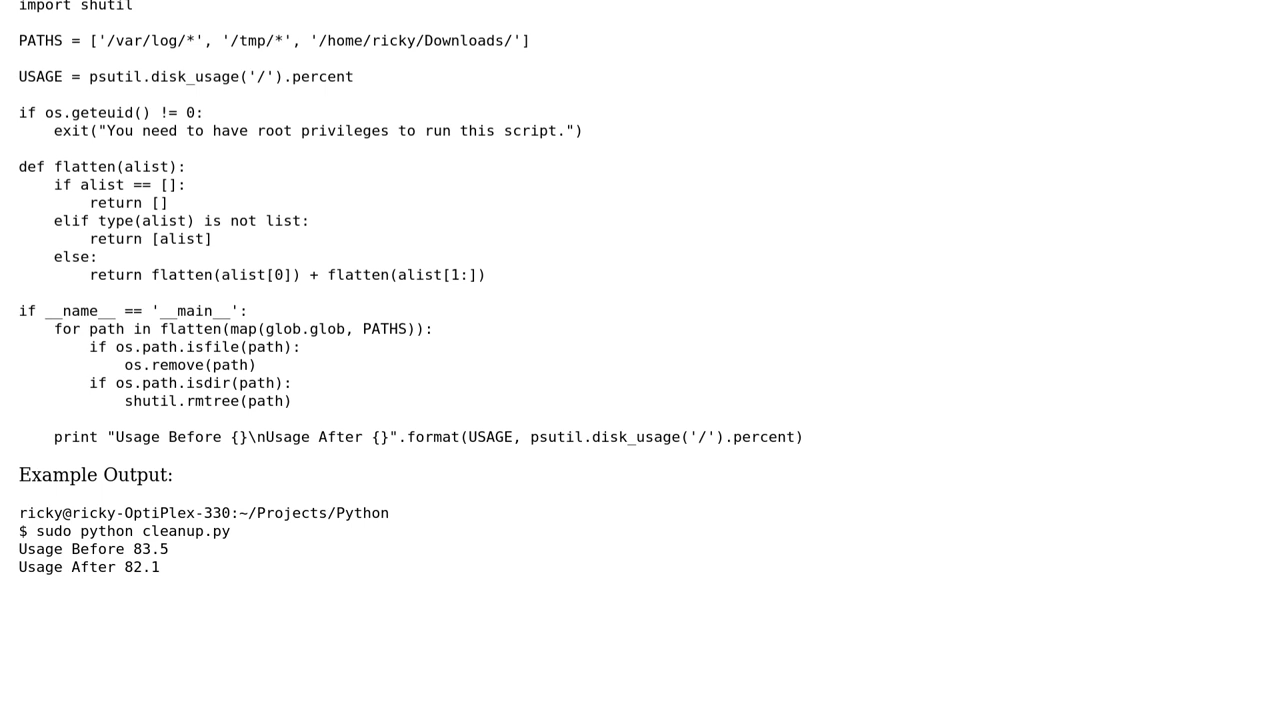 import shutil
PATHS = ['/var/log/*', '/tmp/*', '/home/ricky/Downloads/']
USAGE = psutil.disk_usage('/').percent
if os.geteuid() != 0:
    exit("You need to have root privileges to run this script.")
def flatten(alist):
    if alist == []:
        return []
    elif type(alist) is not list:
        return [alist]
    else:
        return flatten(alist[0]) + flatten(alist[1:])
if __name__ == '__main__':
    for path in flatten(map(glob.glob, PATHS)):
        if os.path.isfile(path):
            os.remove(path)
        if os.path.isdir(path):
            shutil.rmtree(path)
    print "Usage Before {}\nUsage After {}".format(USAGE, psutil.disk_usage('/').percent)
Example Output:
ricky@ricky-OptiPlex-330:~/Projects/Python
$ sudo python cleanup.py
Usage Before 83.5
Usage After 82.1